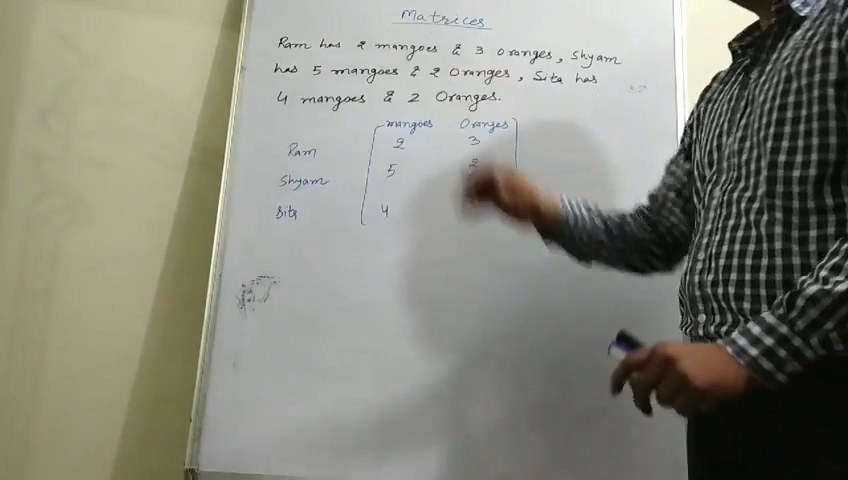 Matrices
Ram has 2 mangoes & 3 Oranges, Shyam
has 5 mangoes & 2 Oranges, Sita has
4 mangoes & 2 Oranges.
mangoes Oranges
Ram 2 3
Shyam 5 2
Sita 4